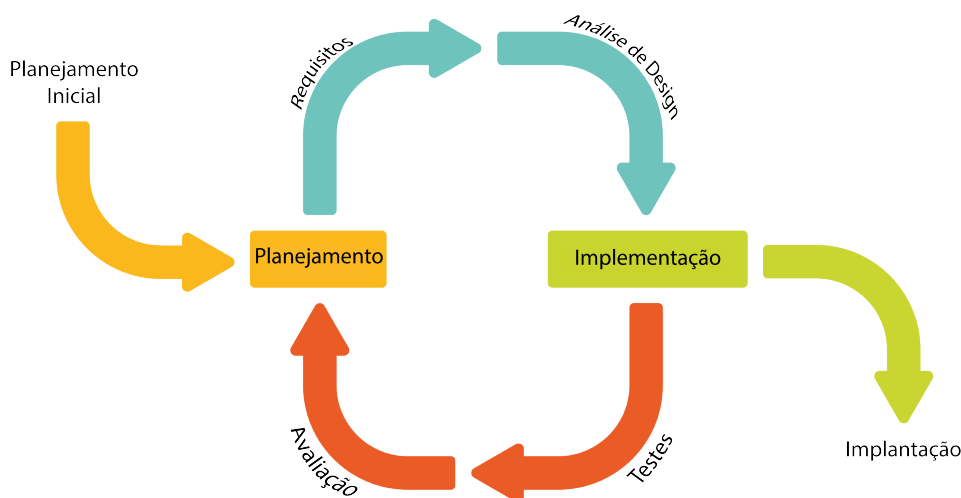 Planejamento
Inicial
Requisitos
Análise de Design
Planejamento
Implementação
Avaliação
Testes
Implantação